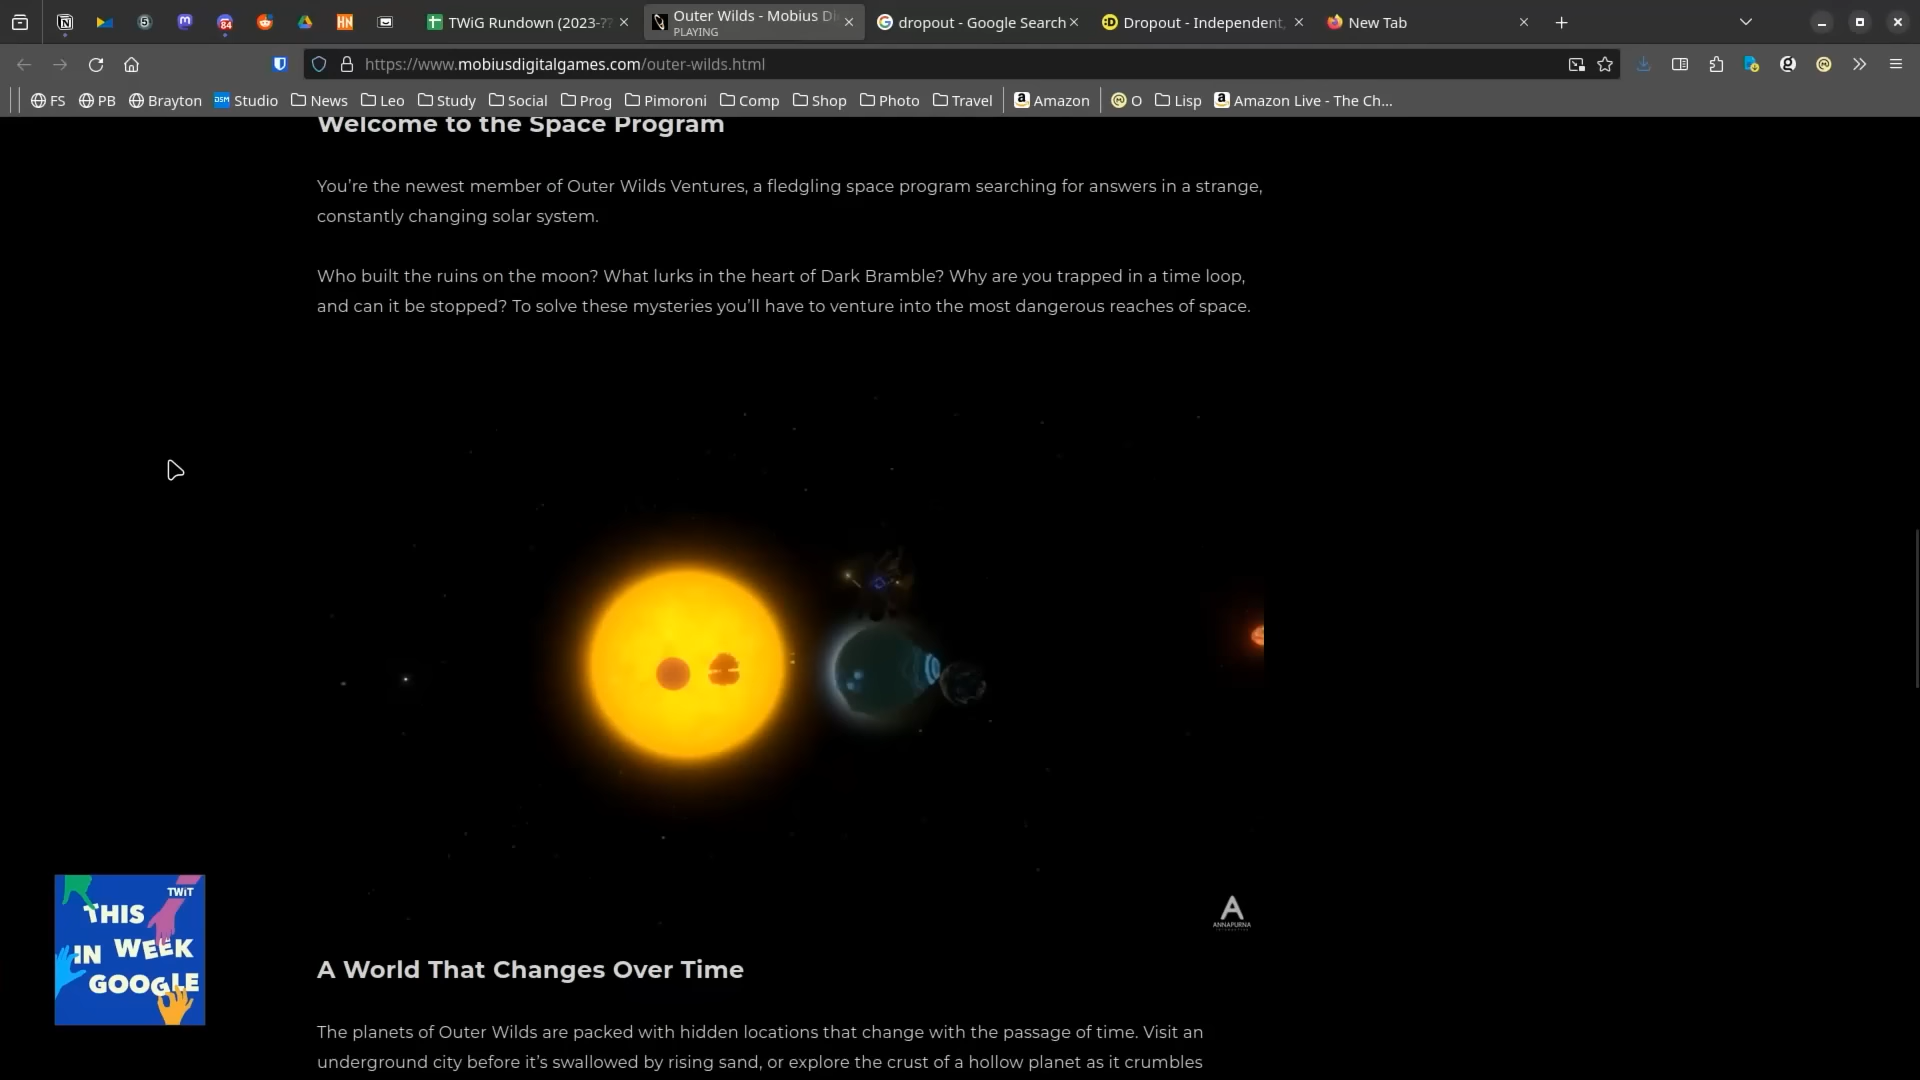 TWiG Rundown (2023-??
Outer Wilds - Mobius Di
PLAYING
dropout - Google Search
Dropout - Independent,
New Tab
https://www.mobiusdigitalgames.com/outer-wilds.html
FS PB Brayton DSM Studio News Leo Study Social Prog Pimoroni Comp Shop Photo Travel Amazon O Lisp Amazon Live - The Ch...
Welcome to the Space Program
You’re the newest member of Outer Wilds Ventures, a fledgling space program searching for answers in a strange,
constantly changing solar system.
Who built the ruins on the moon? What lurks in the heart of Dark Bramble? Why are you trapped in a time loop,
and can it be stopped? To solve these mysteries you’ll have to venture into the most dangerous reaches of space.
ANNAPURNA
INTERACTIVE
TWiT
THIS
IN WEEK
GOOGLE
A World That Changes Over Time
The planets of Outer Wilds are packed with hidden locations that change with the passage of time. Visit an
underground city before it’s swallowed by rising sand, or explore the crust of a hollow planet as it crumbles